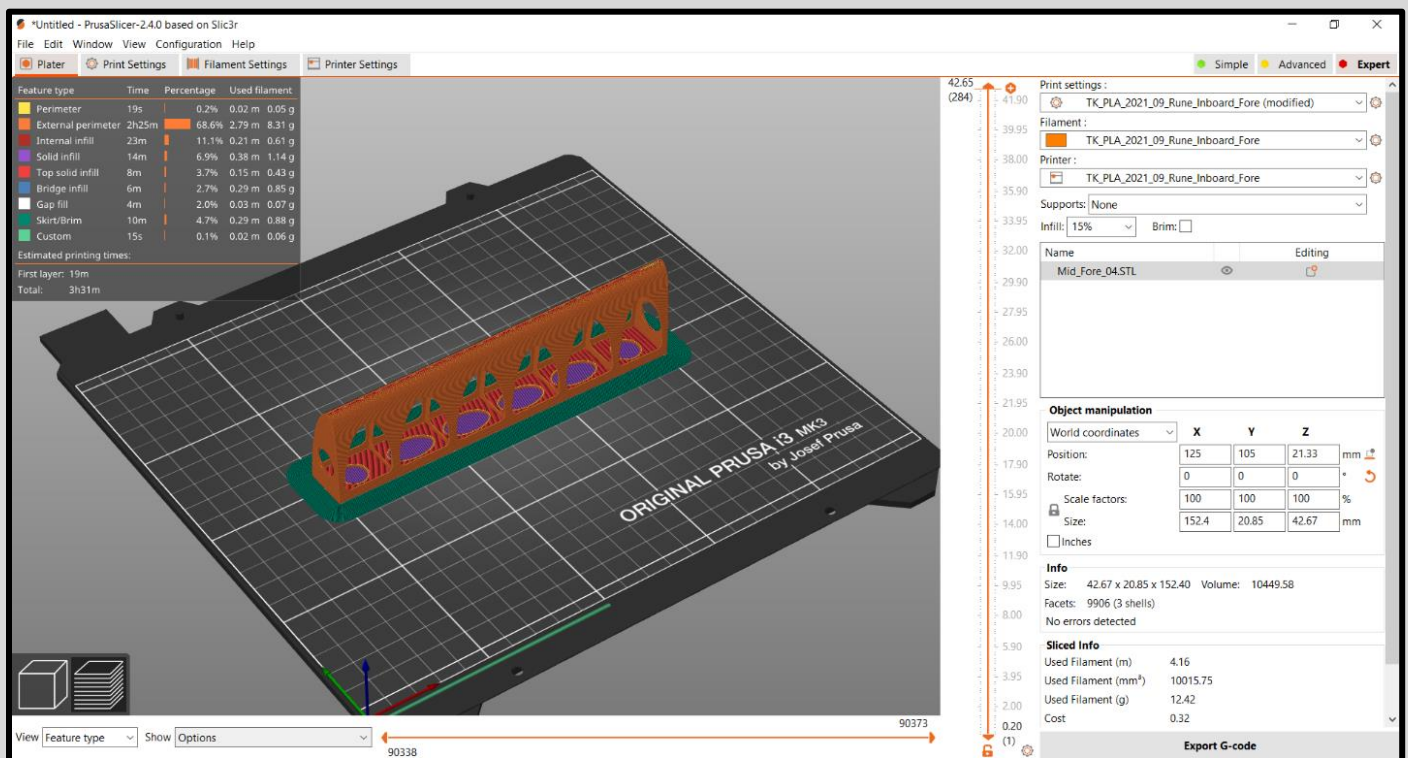 *Untitled - PrusaSlicer-2.4.0 based on Slic3r
File Edit Window View Configuration Help
Plater Print Settings Filament Settings Printer Settings Simple Advanced Expert
Feature type Time Percentage Used filament
Perimeter 19s 0.2% 0.02 m 0.05 g
External perimeter 2h25m 68.6% 2.79 m 8.31 g
Internal infill 23m 11.1% 0.21 m 0.61 g
Solid infill 14m 6.9% 0.38 m 1.14 g
Top solid infill 8m 3.7% 0.15 m 0.43 g
Bridge infill 6m 2.7% 0.29 m 0.85 g
Gap fill 4m 2.0% 0.03 m 0.07 g
Skirt/Brim 10m 4.7% 0.29 m 0.88 g
Custom 15s 0.1% 0.02 m 0.06 g
Estimated printing times:
First layer: 19m
Total: 3h31m
ORIGINAL PRUSA i3 MK3
by Josef Prusa
View Feature type Show Options
90373
90338
42.65
(284)
41.90
39.95
38.00
35.90
33.95
32.00
29.90
27.95
26.00
23.90
21.95
20.00
17.90
15.95
14.00
11.90
9.95
8.00
5.90
3.95
2.00
0.20
(1)
Print settings :
TK_PLA_2021_09_Rune_Inboard_Fore (modified)
Filament :
TK_PLA_2021_09_Rune_Inboard_Fore
Printer :
TK_PLA_2021_09_Rune_Inboard_Fore
Supports: None
Infill: 15% Brim:
Name Editing
Mid_Fore_04.STL
Object manipulation
World coordinates X Y Z
Position: 125 105 21.33 mm
Rotate: 0 0 0 °
Scale factors: 100 100 100 %
Size: 152.4 20.85 42.67 mm
Inches
Info
Size: 42.67 x 20.85 x 152.40 Volume: 10449.58
Facets: 9906 (3 shells)
No errors detected
Sliced Info
Used Filament (m) 4.16
Used Filament (mm³) 10015.75
Used Filament (g) 12.42
Cost 0.32
Export G-code